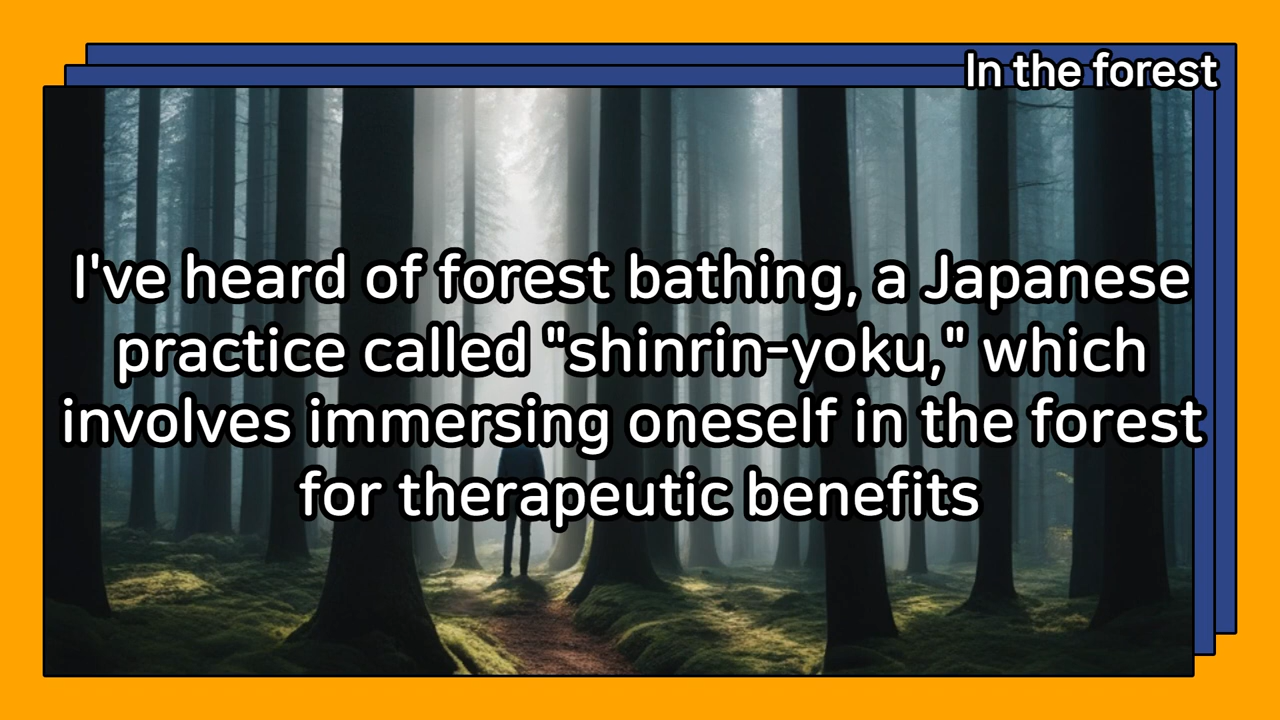 In the forest
I've heard of forest bathing, a Japanese
practice called "shinrin-yoku," which
involves immersing oneself in the forest
for therapeutic benefits